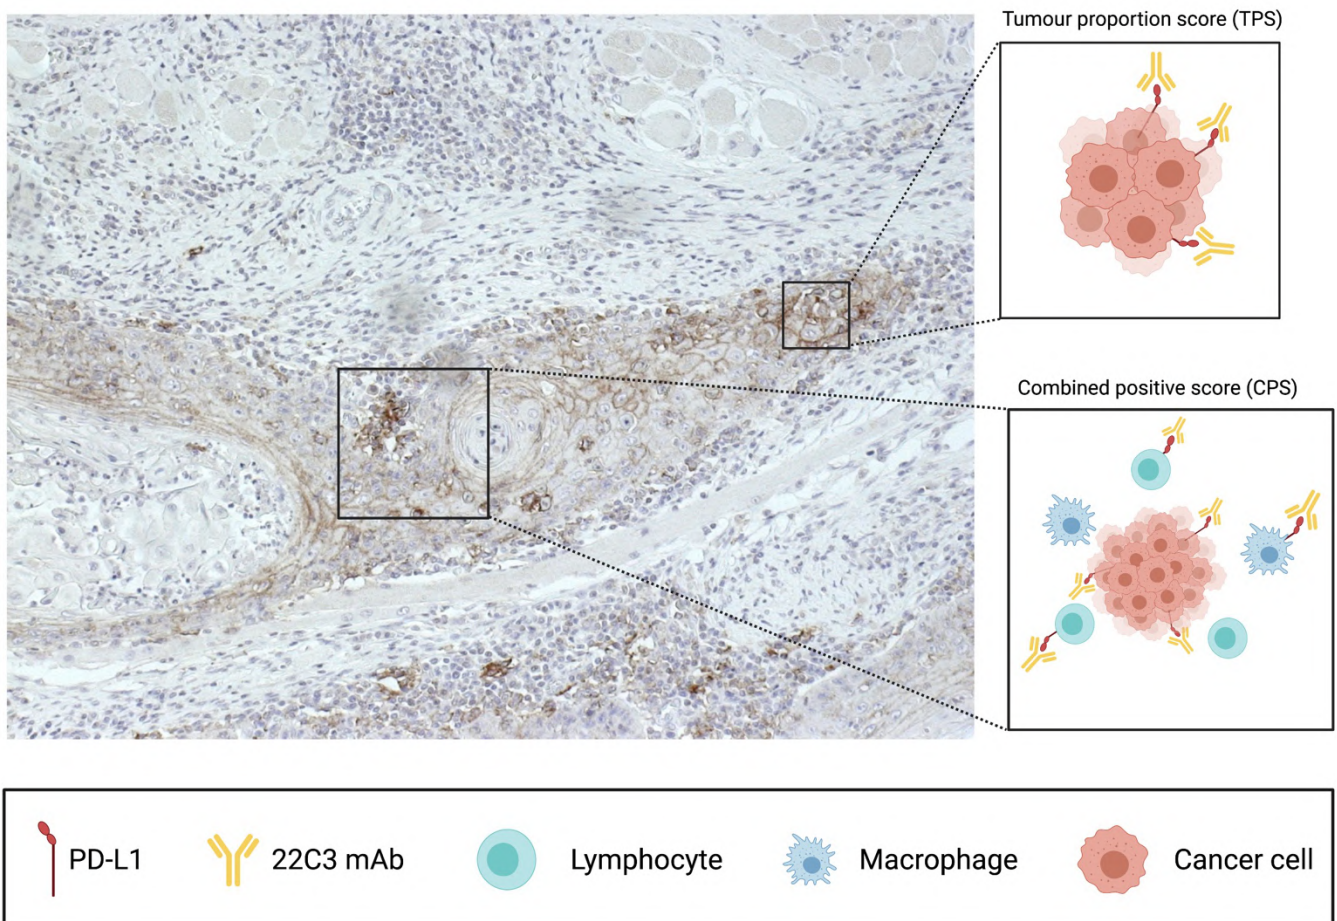 Tumour proportion score (TPS)
Combined positive score (CPS)
PD-L1
22C3 mAb
Lymphocyte
Macrophage
Cancer cell